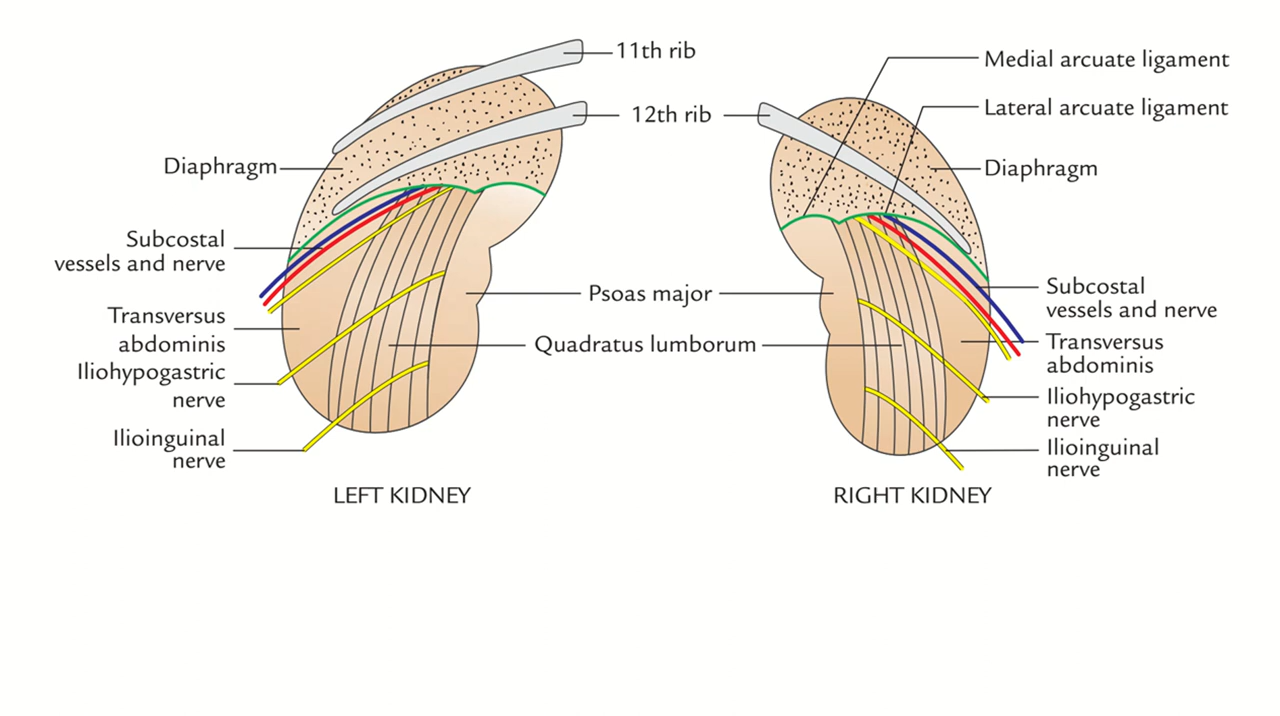 11th rib
12th rib
Diaphragm
Subcostal
vessels and nerve
Transversus
abdominis
Iliohypogastric
nerve
Ilioinguinal
nerve
Psoas major
Quadratus lumborum
Medial arcuate ligament
Lateral arcuate ligament
Diaphragm
Subcostal
vessels and nerve
Transversus
abdominis
Iliohypogastric
nerve
Ilioinguinal
nerve
LEFT KIDNEY
RIGHT KIDNEY